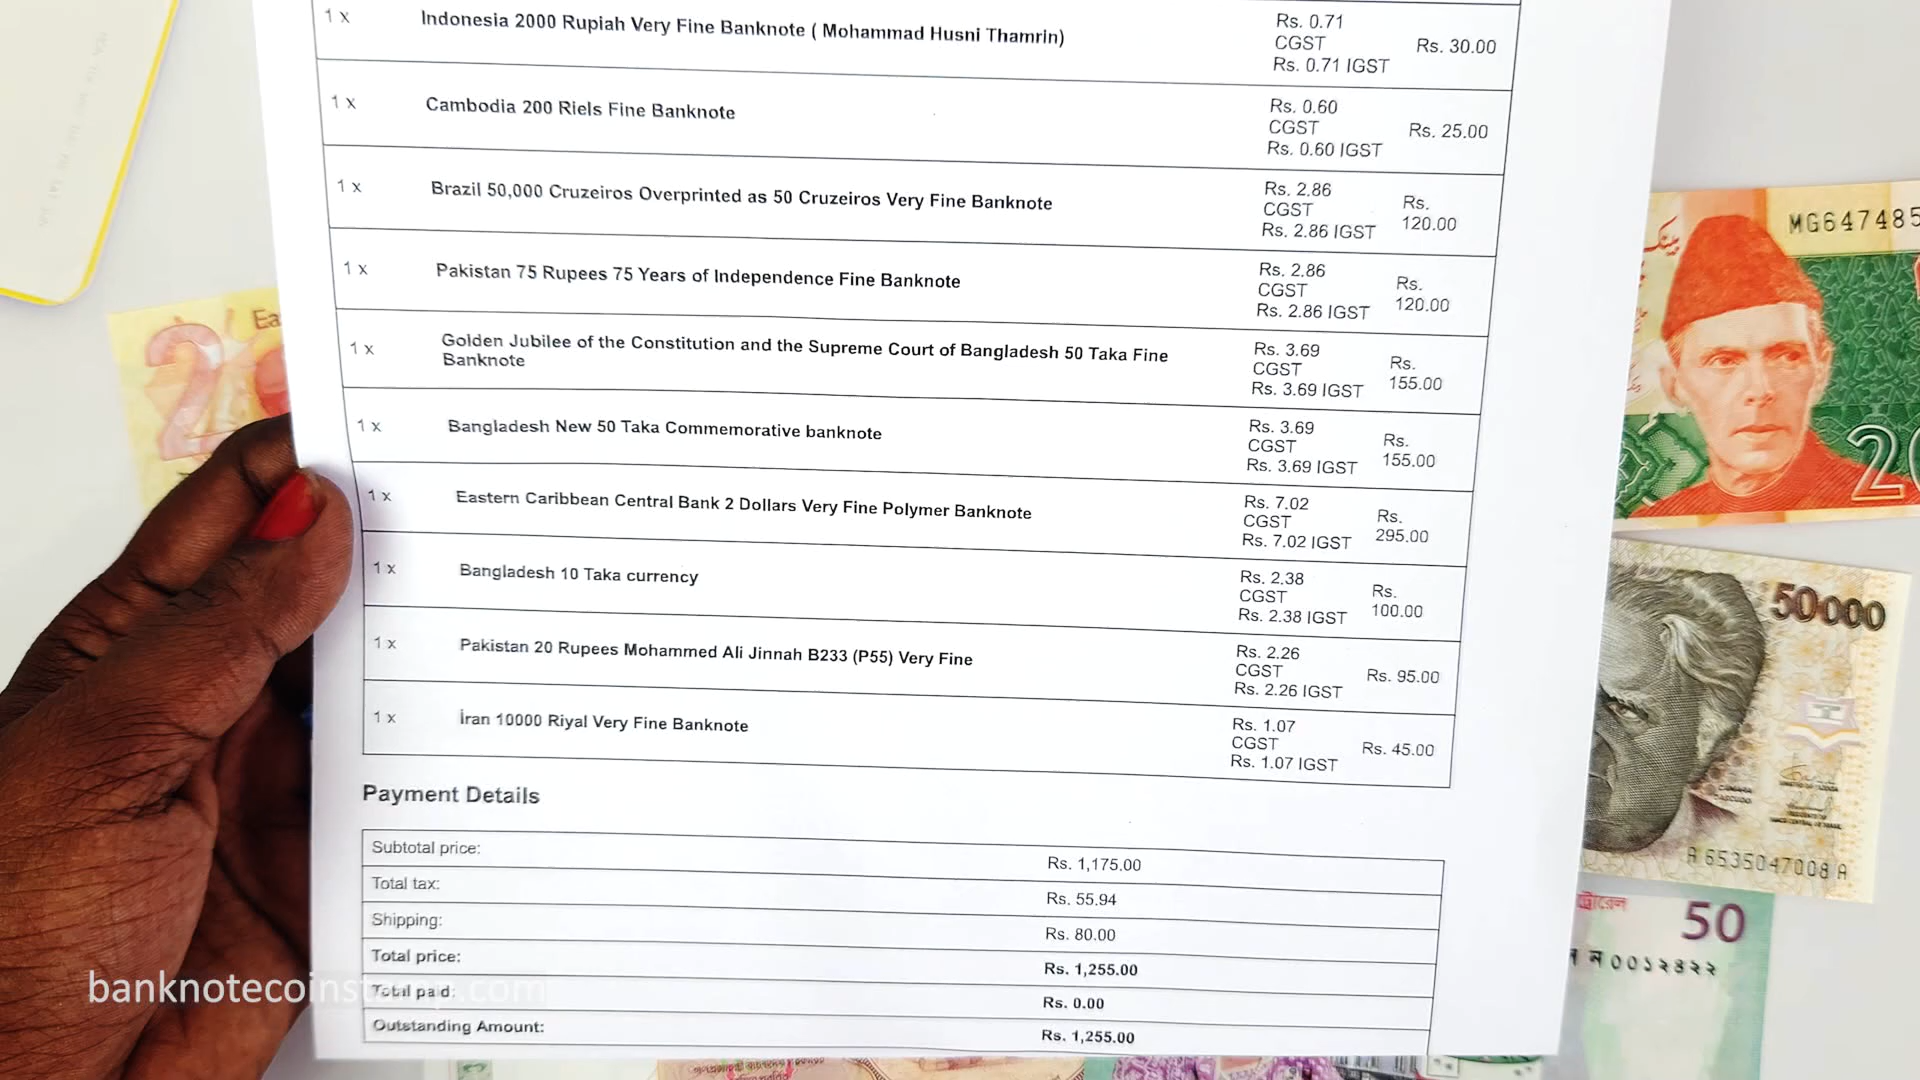 1 x Indonesia 2000 Rupiah Very Fine Banknote ( Mohammad Husni Thamrin) Rs. 0.71 CGST Rs. 0.71 IGST Rs. 30.00
1 x Cambodia 200 Riels Fine Banknote Rs. 0.60 CGST Rs. 0.60 IGST Rs. 25.00
1 x Brazil 50,000 Cruzeiros Overprinted as 50 Cruzeiros Very Fine Banknote Rs. 2.86 CGST Rs. 2.86 IGST Rs. 120.00
1 x Pakistan 75 Rupees 75 Years of Independence Fine Banknote Rs. 2.86 CGST Rs. 2.86 IGST Rs. 120.00
1 x Golden Jubilee of the Constitution and the Supreme Court of Bangladesh 50 Taka Fine
Banknote Rs. 3.69 CGST Rs. 3.69 IGST Rs. 155.00
1 x Bangladesh New 50 Taka Commemorative banknote Rs. 3.69 CGST Rs. 3.69 IGST Rs. 155.00
1 x Eastern Caribbean Central Bank 2 Dollars Very Fine Polymer Banknote Rs. 7.02 CGST Rs. 7.02 IGST Rs. 295.00
1 x Bangladesh 10 Taka currency Rs. 2.38 CGST Rs. 2.38 IGST Rs. 100.00
1 x Pakistan 20 Rupees Mohammed Ali Jinnah B233 (P55) Very Fine Rs. 2.26 CGST Rs. 2.26 IGST Rs. 95.00
1 x İran 10000 Riyal Very Fine Banknote Rs. 1.07 CGST Rs. 1.07 IGST Rs. 45.00
Payment Details
Subtotal price: Rs. 1,175.00
Total tax: Rs. 55.94
Shipping: Rs. 80.00
Total price: Rs. 1,255.00
Total paid: Rs. 0.00
Outstanding Amount: Rs. 1,255.00
banknotecoinstamp.com
2
Ea
MG647485
20
50000
CÂMARA
CASCUDO
A 6535047008 A
50
ন ০০১২৪২২